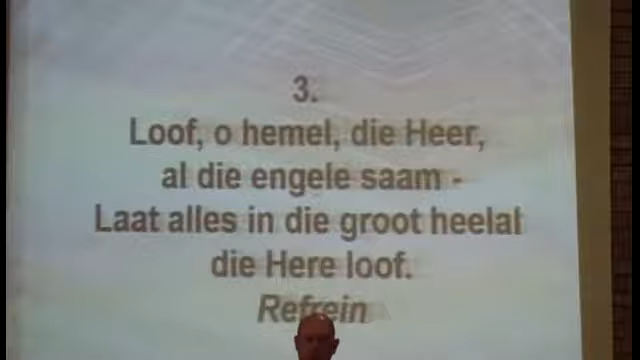 3.
Loof, o hemel, die Heer,
al die engele saam -
Laat alles in die groot heelal
die Here loof.
Refrein